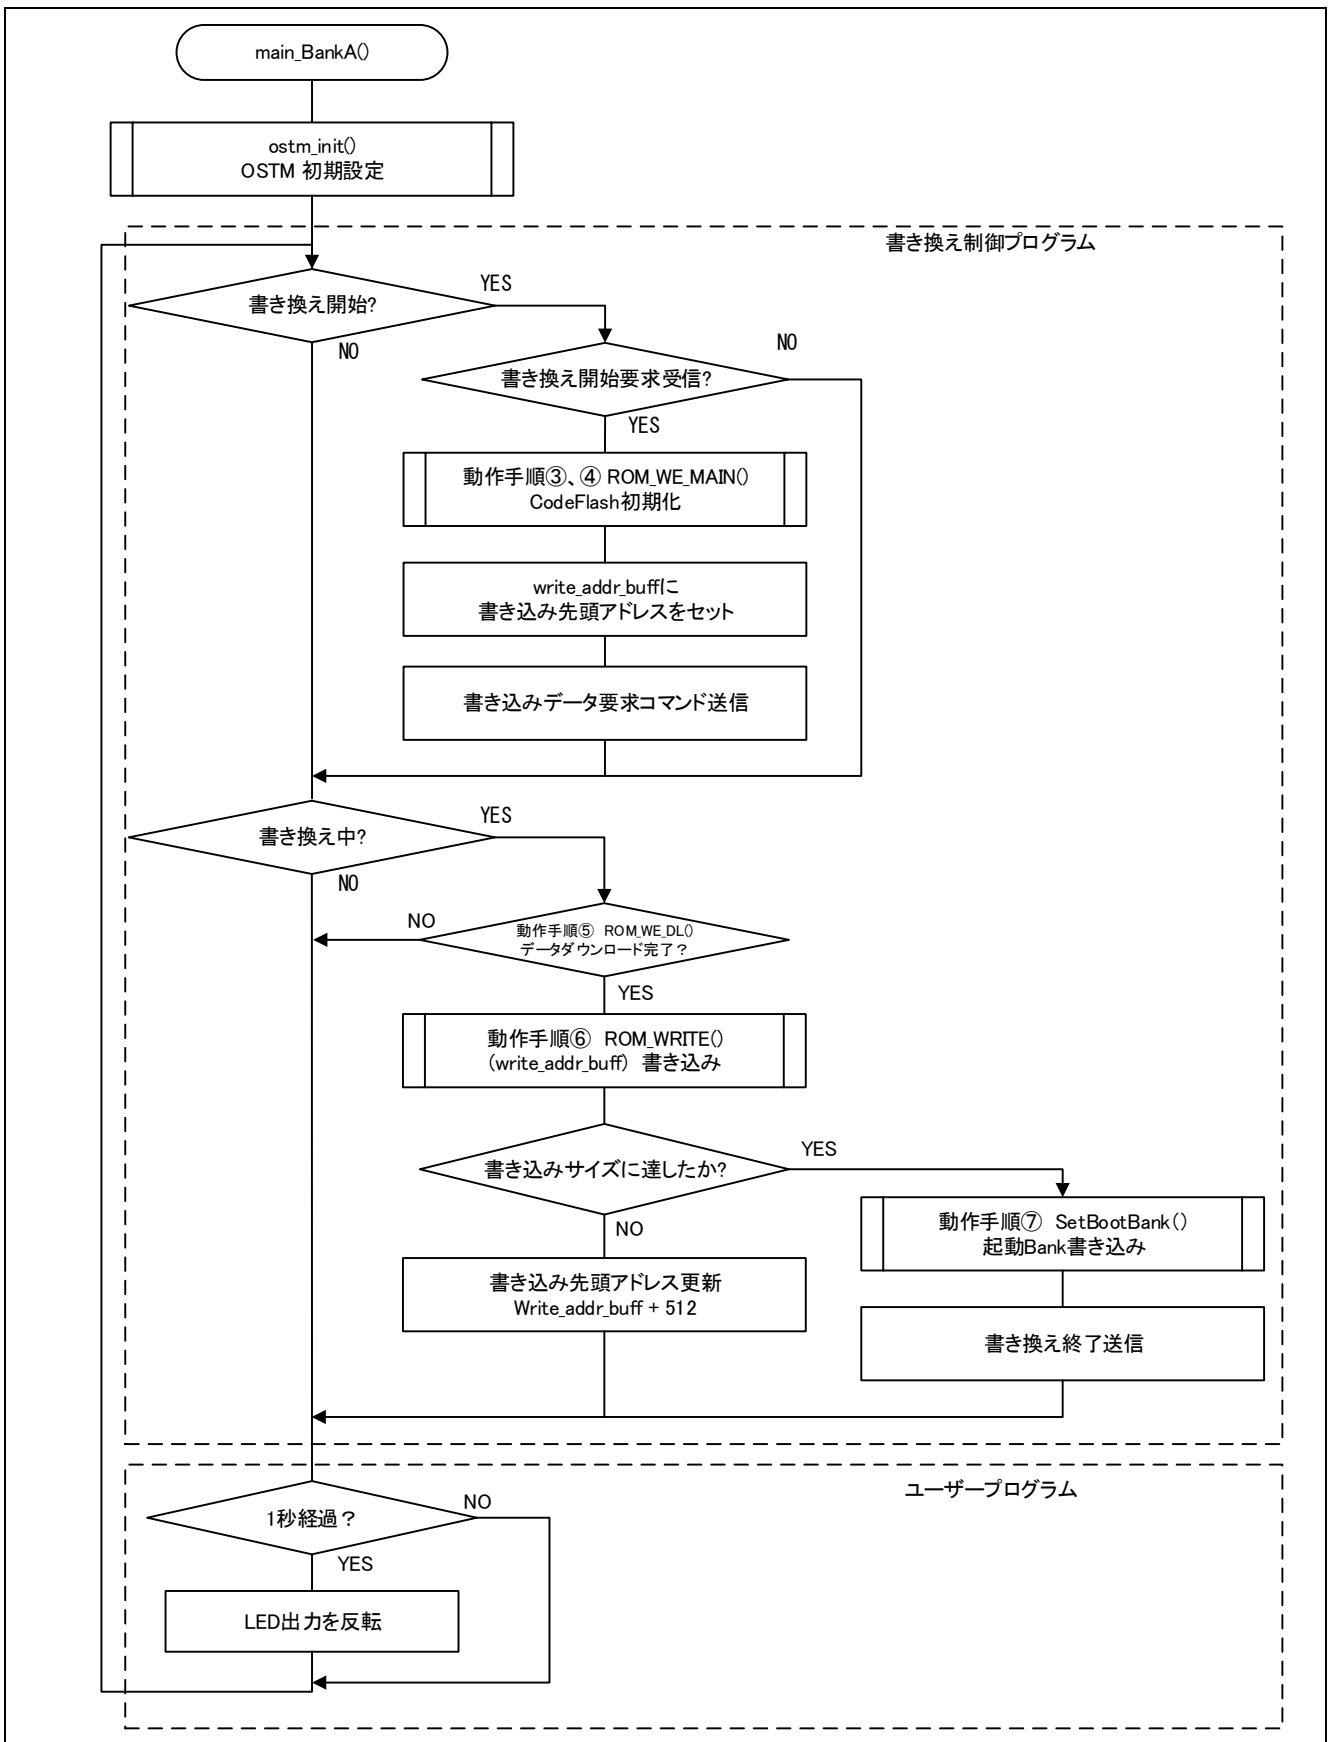 main_BankA()
ostm_init()
OSTM 初期設定
書き換え制御プログラム
書き換え開始?
YES
NO
書き換え開始要求受信?
NO
YES
動作手順③、④ ROM_WE_MAIN()
CodeFlash初期化
write_addr_buffに
書き込み先頭アドレスをセット
書き込みデータ要求コマンド送信
書き換え中?
YES
NO
動作手順⑤ ROM_WE_DL()
データダウンロード完了？
NO
YES
動作手順⑥ ROM_WRITE()
(write_addr_buff) 書き込み
書き込みサイズに達したか?
YES
NO
動作手順⑦ SetBootBank()
起動Bank書き込み
書き込み先頭アドレス更新
Write_addr_buff + 512
書き換え終了送信
ユーザープログラム
1秒経過？
NO
YES
LED出力を反転